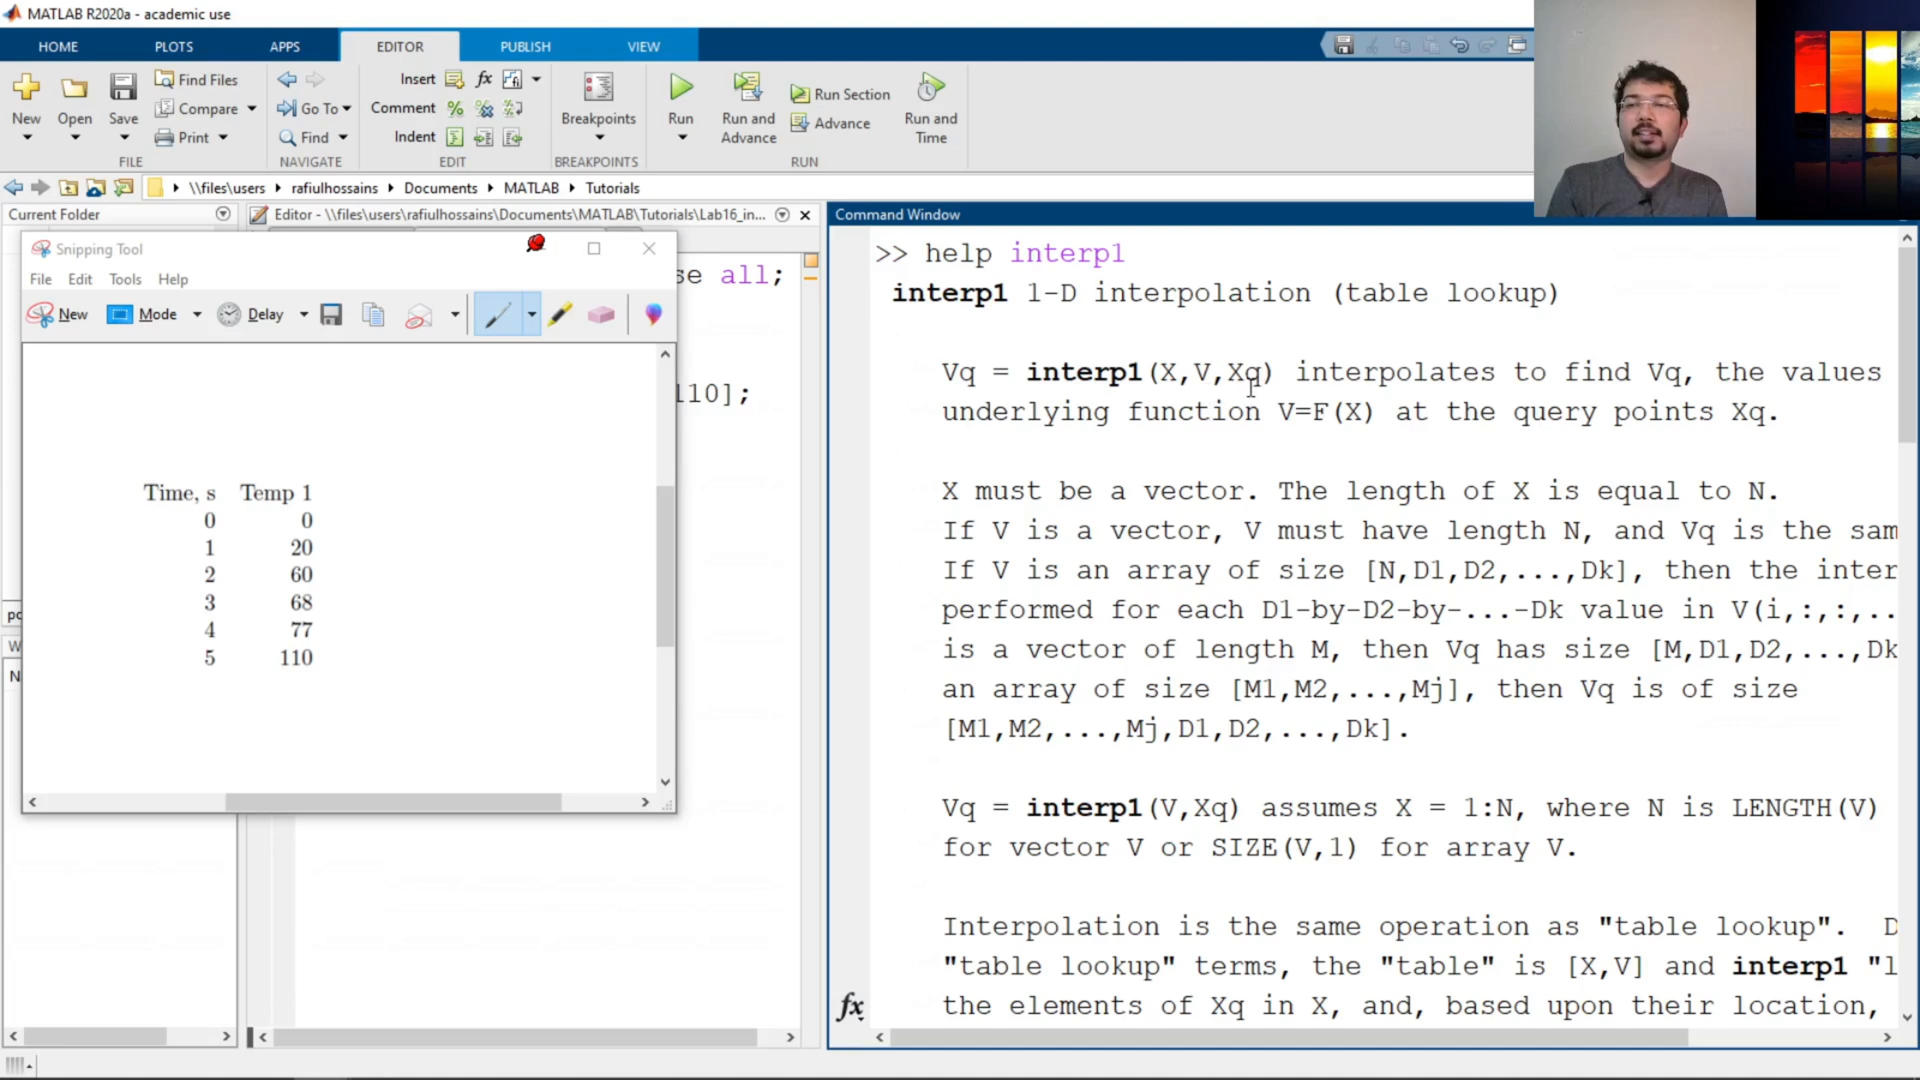 MATLAB R2020a - academic use
HOME PLOTS APPS EDITOR PUBLISH VIEW
New
Open
Save
Find Files
Compare
Print
FILE
Go To
Find
NAVIGATE
Insert fx
Comment %
Indent
EDIT
Breakpoints
BREAKPOINTS
Run
Run and Advance
Run Section
Advance
Run and Time
RUN
\\files\users rafiulhossains Documents MATLAB Tutorials
Current Folder
Editor - \\files\users\rafiulhossains\Documents\MATLAB\Tutorials\Lab16_in...
Command Window
Snipping Tool
File Edit Tools Help
New Mode Delay
se all;
110];
Time, s Temp 1
0 0
1 20
2 60
3 68
4 77
5 110
>> help interp1
interp1 1-D interpolation (table lookup)
Vq = interp1(X,V,Xq) interpolates to find Vq, the values
underlying function V=F(X) at the query points Xq.
X must be a vector. The length of X is equal to N.
If V is a vector, V must have length N, and Vq is the sam
If V is an array of size [N,D1,D2,...,Dk], then the inter
performed for each D1-by-D2-by-...-Dk value in V(i,:,:,..
is a vector of length M, then Vq has size [M,D1,D2,...,Dk
an array of size [M1,M2,...,Mj], then Vq is of size
[M1,M2,...,Mj,D1,D2,...,Dk].
Vq = interp1(V,Xq) assumes X = 1:N, where N is LENGTH(V)
for vector V or SIZE(V,1) for array V.
Interpolation is the same operation as "table lookup". D
"table lookup" terms, the "table" is [X,V] and interp1 "l
the elements of Xq in X, and, based upon their location,
fx